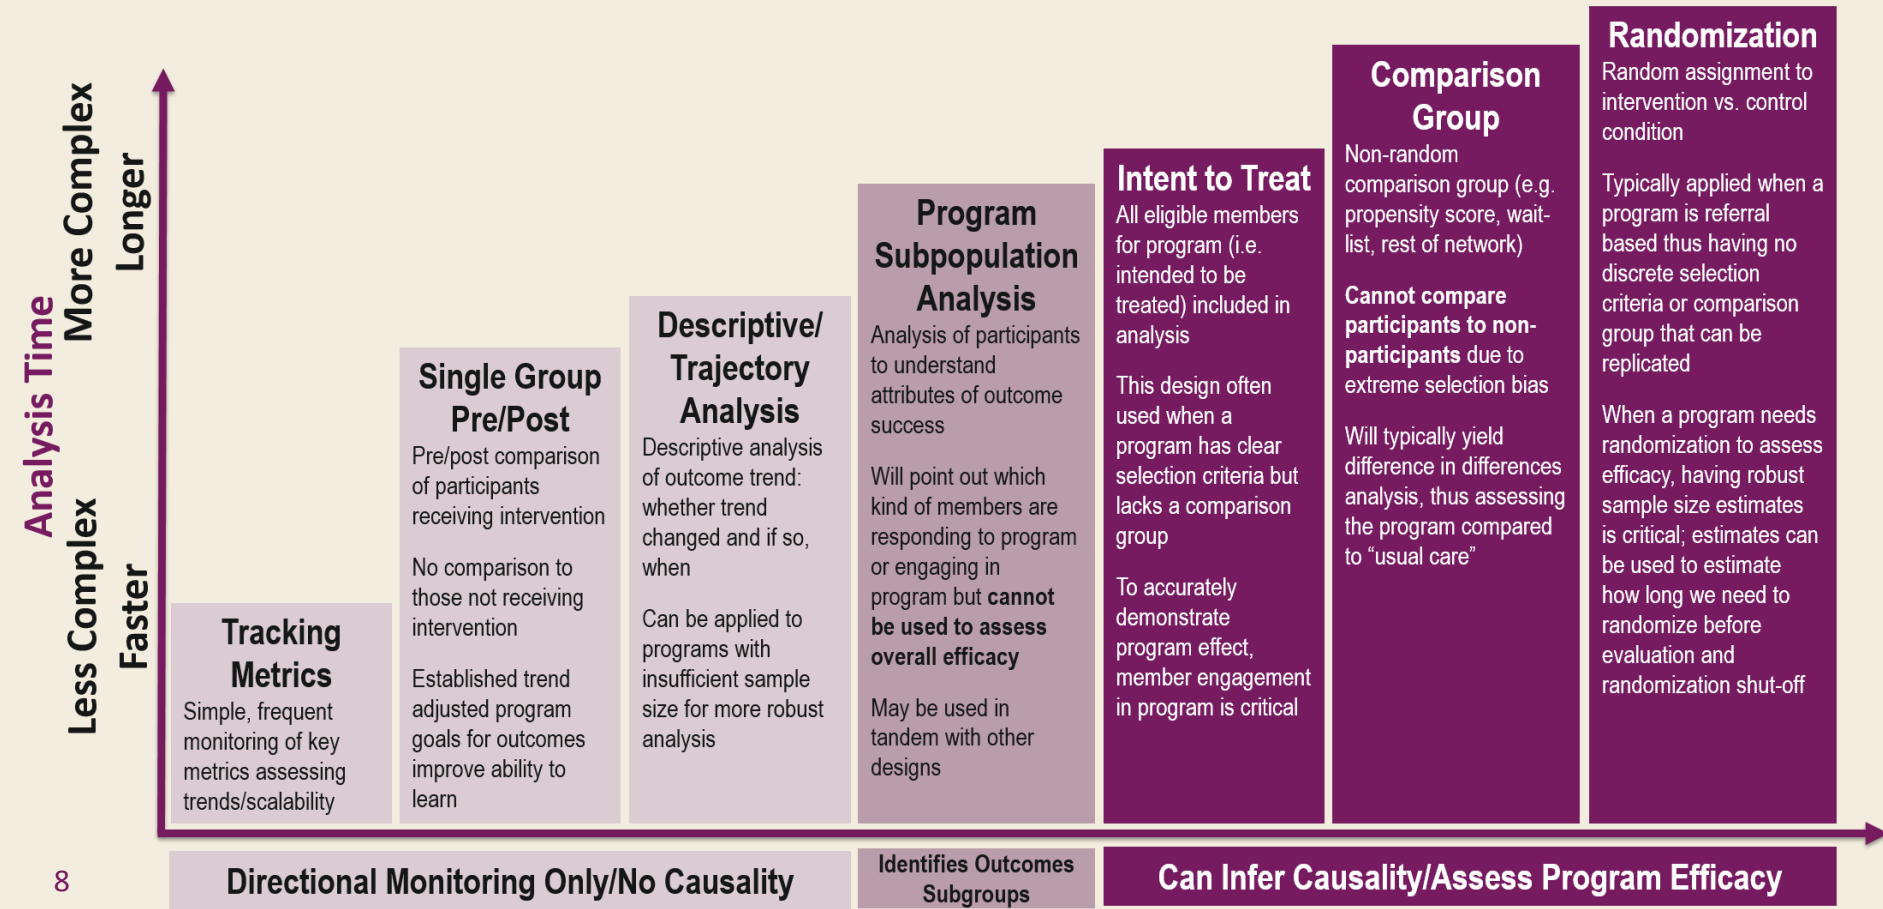 Analysis Time
More Complex
Longer
Less Complex
Faster
Tracking
Metrics
Simple, frequent
monitoring of key
metrics assessing
trends/scalability
Single Group
Pre/Post
Pre/post comparison
of participants
receiving intervention
No comparison to
those not receiving
intervention
Established trend
adjusted program
goals for outcomes
improve ability to
learn
Descriptive/
Trajectory
Analysis
Descriptive analysis
of outcome trend:
whether trend
changed and if so,
when
Can be applied to
programs with
insufficient sample
size for more robust
analysis
Program
Subpopulation
Analysis
Analysis of participants
to understand
attributes of outcome
success
Will point out which
kind of members are
responding to program
or engaging in
program but cannot
be used to assess
overall efficacy
May be used in
tandem with other
designs
Intent to Treat
All eligible members
for program (i.e.
intended to be
treated) included in
analysis
This design often
used when a
program has clear
selection criteria but
lacks a comparison
group
To accurately
demonstrate
program effect,
member engagement
in program is critical
Comparison
Group
Non-random
comparison group (e.g.
propensity score, wait-
list, rest of network)
Cannot compare
participants to non-
participants due to
extreme selection bias
Will typically yield
difference in differences
analysis, thus assessing
the program compared
to “usual care”
Randomization
Random assignment to
intervention vs. control
condition
Typically applied when a
program is referral
based thus having no
discrete selection
criteria or comparison
group that can be
replicated
When a program needs
randomization to assess
efficacy, having robust
sample size estimates
is critical; estimates can
be used to estimate
how long we need to
randomize before
evaluation and
randomization shut-off
Directional Monitoring Only/No Causality
Identifies Outcomes
Subgroups
Can Infer Causality/Assess Program Efficacy
8